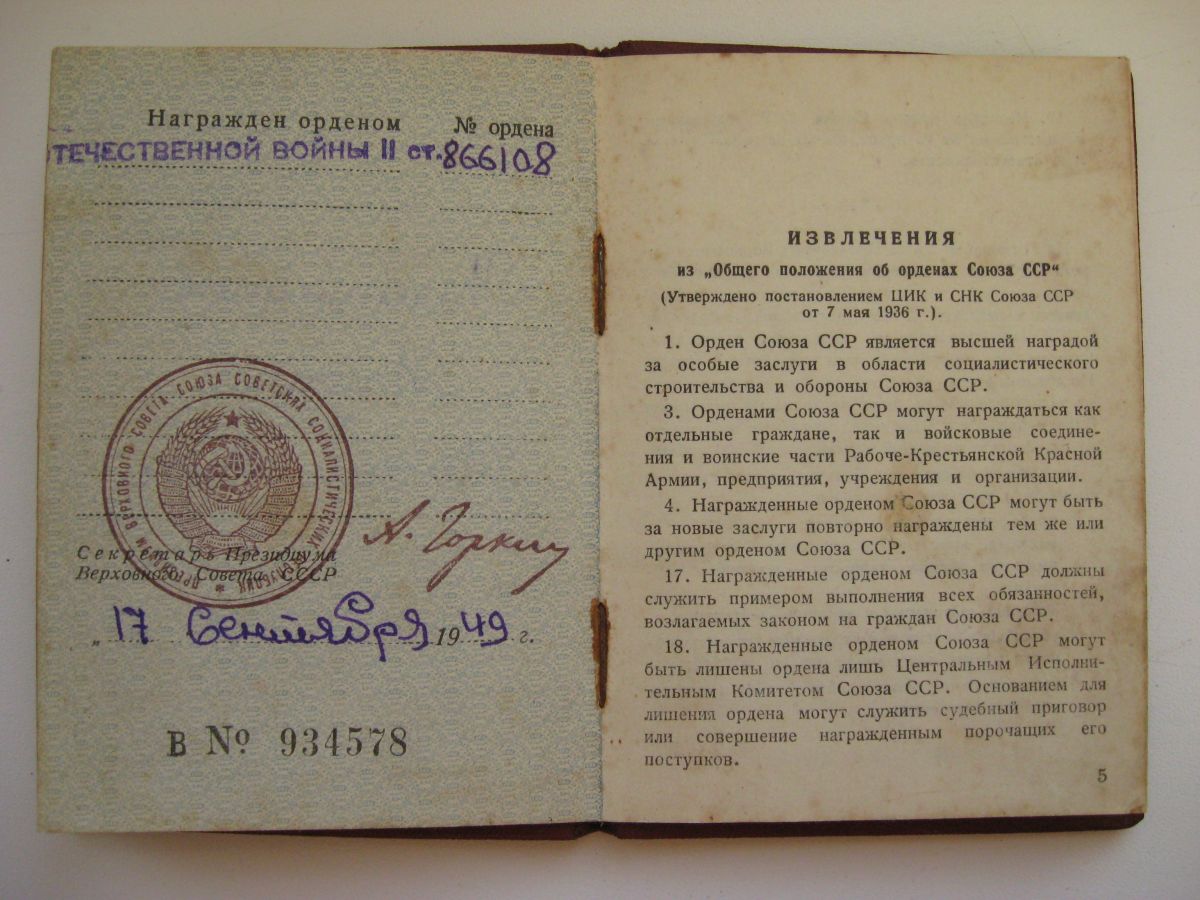 Награжден орденом № ордена
ОТЕЧЕСТВЕННОЙ ВОЙНЫ II ст. 866108
ПРЕЗИДИУМ ВЕРХОВНОГО СОВЕТА СОЮЗА СОВЕТСКИХ СОЦИАЛИСТИЧЕСКИХ РЕСПУБЛИК
Секретарь Президиума
Верховного Совета СССР
А. Горкин
„17 Сентября 1949 г.
В № 934578
ИЗВЛЕЧЕНИЯ
из „Общего положения об орденах Союза ССР“
(Утверждено постановлением ЦИК и СНК Союза ССР
от 7 мая 1936 г.).
1. Орден Союза ССР является высшей наградой
за особые заслуги в области социалистического
строительства и обороны Союза ССР.
3. Орденами Союза ССР могут награждаться как
отдельные граждане, так и войсковые соедине-
ния и воинские части Рабоче-Крестьянской Красной
Армии, предприятия, учреждения и организации.
4. Награжденные орденом Союза ССР могут быть
за новые заслуги повторно награждены тем же или
другим орденом Союза ССР.
17. Награжденные орденом Союза ССР должны
служить примером выполнения всех обязанностей,
возлагаемых законом на граждан Союза ССР.
18. Награжденные орденом Союза ССР могут
быть лишены ордена лишь Центральным Исполни-
тельным Комитетом Союза ССР. Основанием для
лишения ордена могут служить судебный приговор
или совершение награжденным порочащих его
поступков.
5